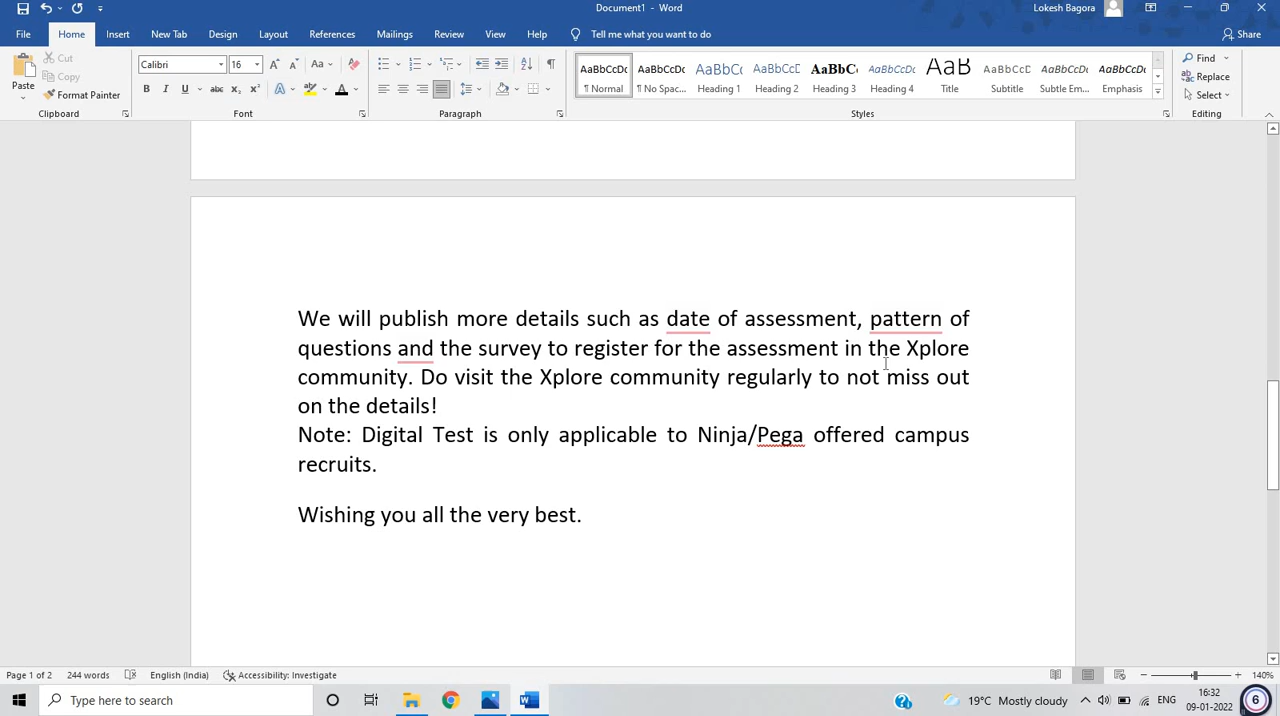 Document1 - Word
Lokesh Bagora
File Home Insert New Tab Design Layout References Mailings Review View Help Tell me what you want to do Share
Cut
Copy
Format Painter
Paste
Clipboard
Calibri 16
Font
Paragraph
AaBbCcDc AaBbCcDc AaBbCc AaBbCcD AaBbC AaBbCcDc AaB AaBbCcD AaBbCcDc AaBbCcDc
¶ Normal ¶ No Spac... Heading 1 Heading 2 Heading 3 Heading 4 Title Subtitle Subtle Em... Emphasis
Styles
Find
Replace
Select
Editing
We will publish more details such as date of assessment, pattern of
questions and the survey to register for the assessment in the Xplore
community. Do visit the Xplore community regularly to not miss out
on the details!
Note: Digital Test is only applicable to Ninja/Pega offered campus
recruits.
Wishing you all the very best.
Page 1 of 2 244 words English (India) Accessibility: Investigate 140%
Type here to search
19°C Mostly cloudy ENG 16:32
09-01-2022 6